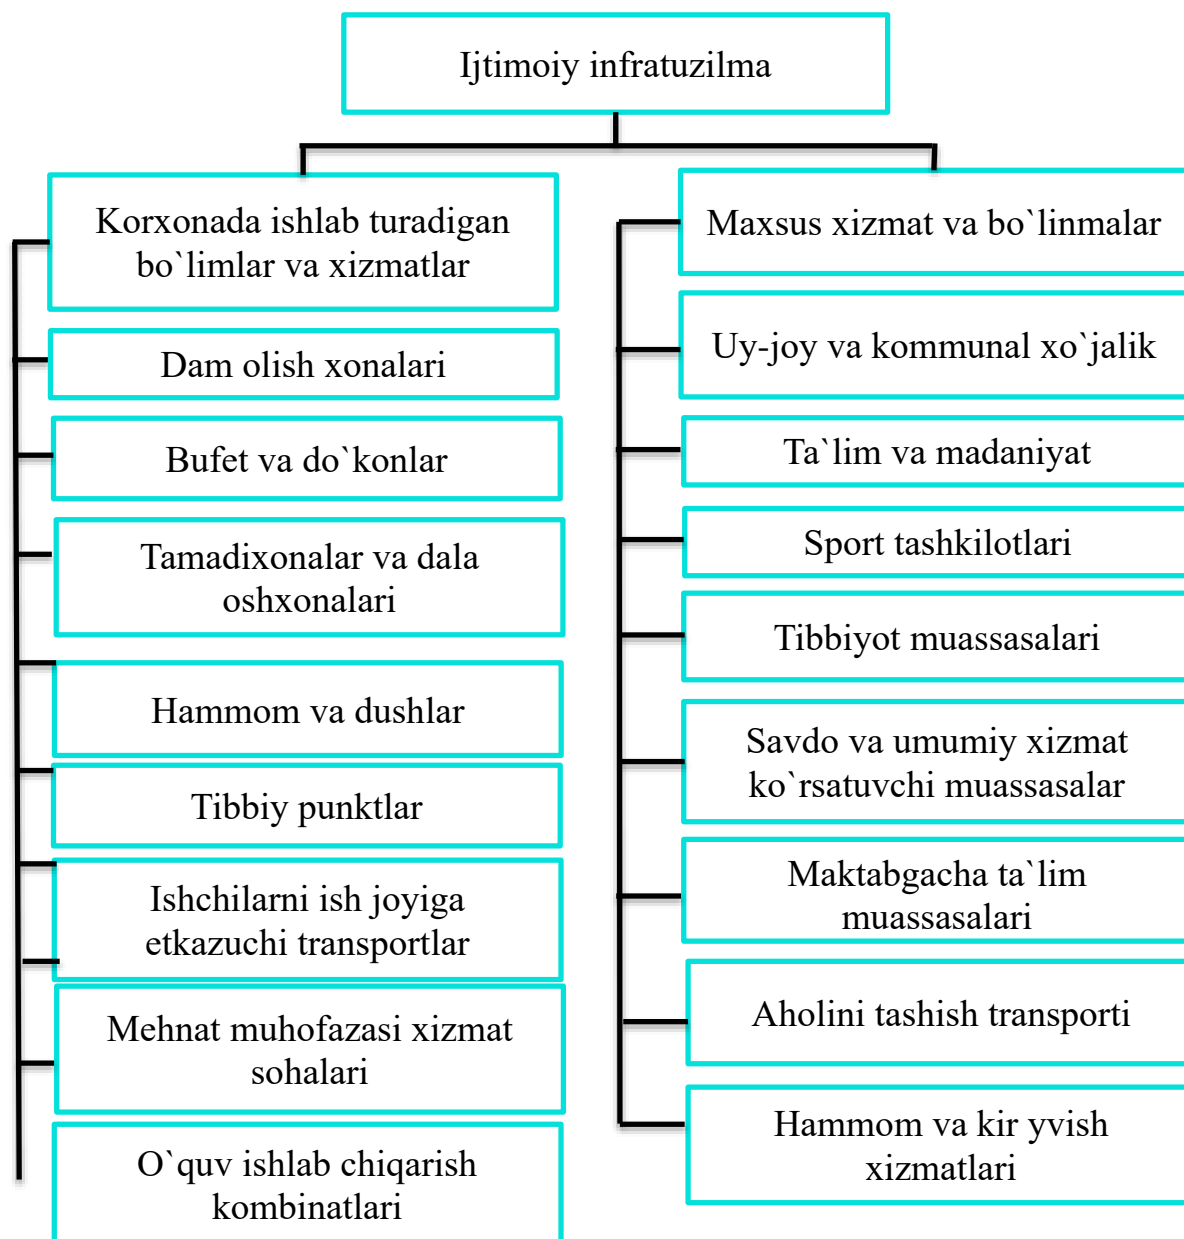 Ijtimoiy infratuzilma
Korxonada ishlab turadigan
bo`limlar va xizmatlar
Dam olish xonalari
Bufet va do`konlar
Tamadixonalar va dala
oshxonalari
Hammom va dushlar
Tibbiy punktlar
Ishchilarni ish joyiga
etkazuchi transportlar
Mehnat muhofazasi xizmat
sohalari
O`quv ishlab chiqarish
kombinatlari
Maxsus xizmat va bo`linmalar
Uy-joy va kommunal xo`jalik
Ta`lim va madaniyat
Sport tashkilotlari
Tibbiyot muassasalari
Savdo va umumiy xizmat
ko`rsatuvchi muassasalar
Maktabgacha ta`lim
muassasalari
Aholini tashish transporti
Hammom va kir yvish
xizmatlari